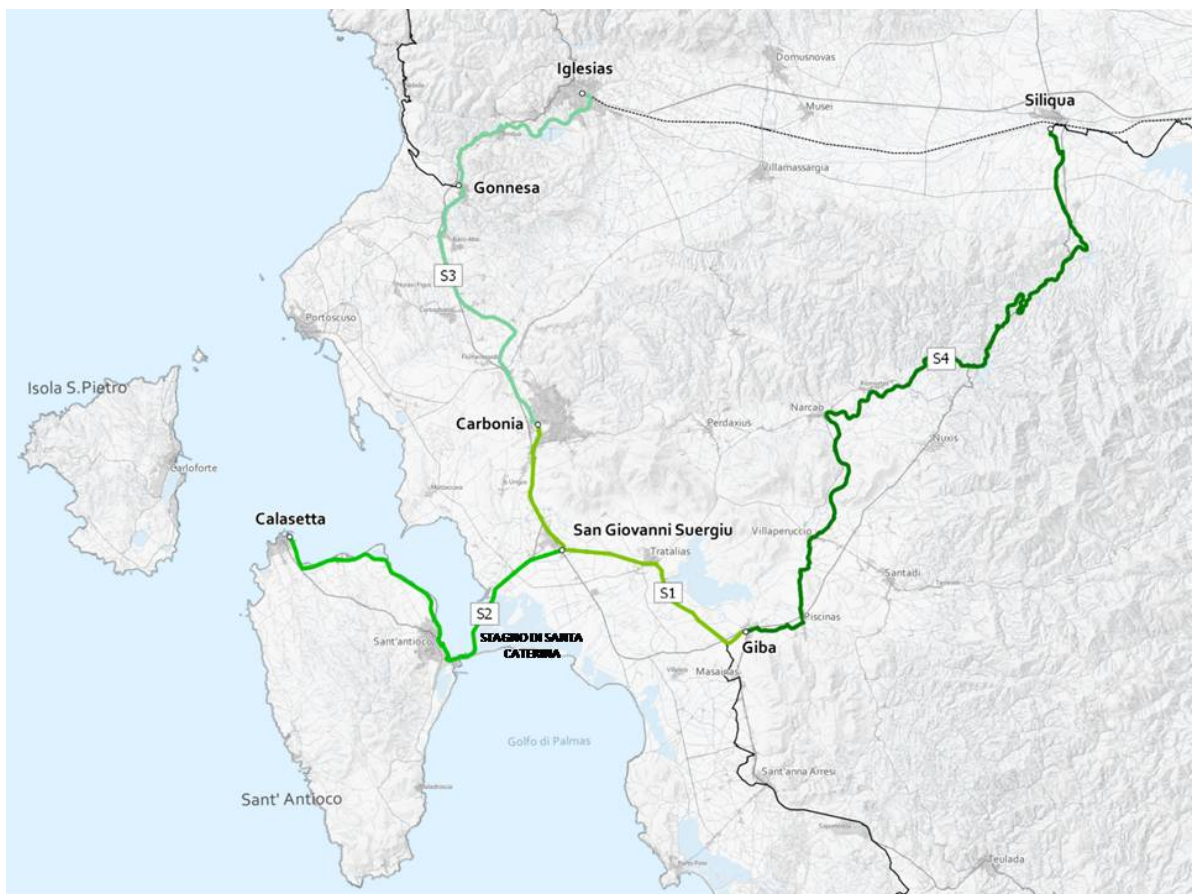 Domusnovas
Iglesias
Musei
Siliqua
Villamassargia
Gonnesa
S3
Portoscuso
Isola S.Pietro
S4
Narcao
Carbonia
Perdaxius
Nuxis
Carloforte
Calasetta
San Giovanni Suergiu
Villaperuccio
Tratalias
Santadi
S1
S2
Piscinas
Sant'antioco
STAGNO DI SANTA
CATERINA
Giba
Masainas
Golfo di Palmas
Sant'anna Arresi
Sant' Antioco
Teulada